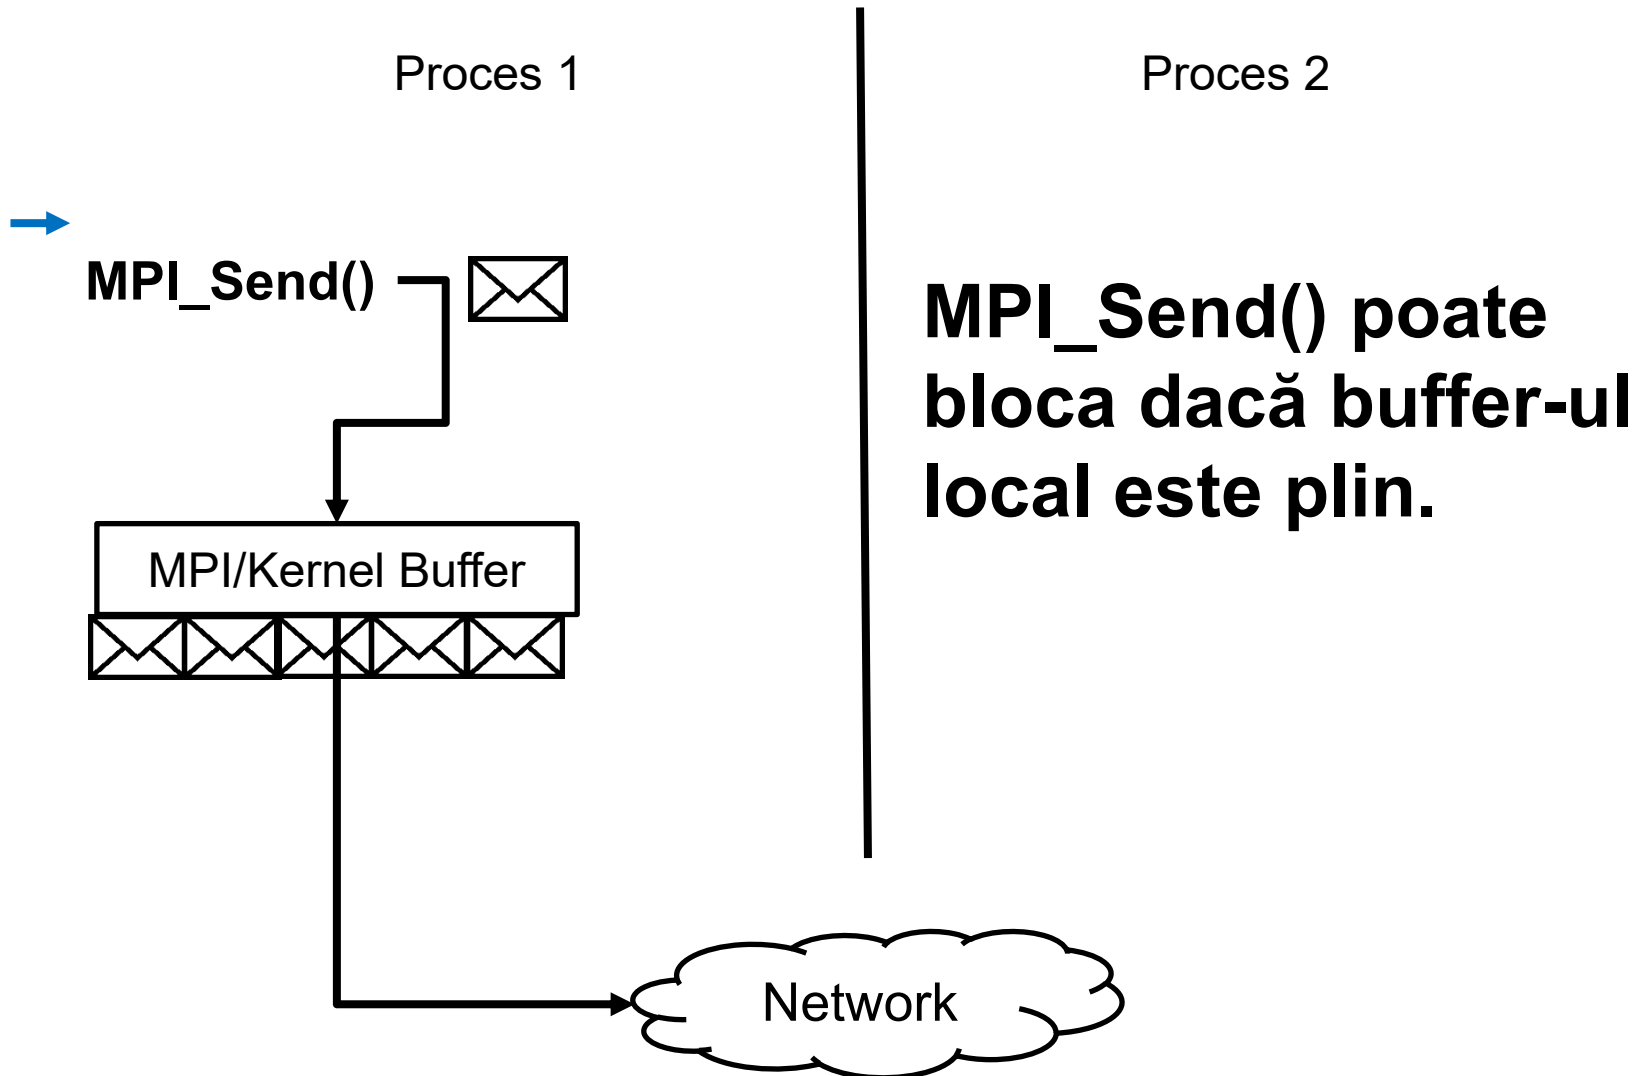 Proces 1
Proces 2
MPI_Send()
MPI_Send() poate
bloca dacă buffer-ul
local este plin.
MPI/Kernel Buffer
Network